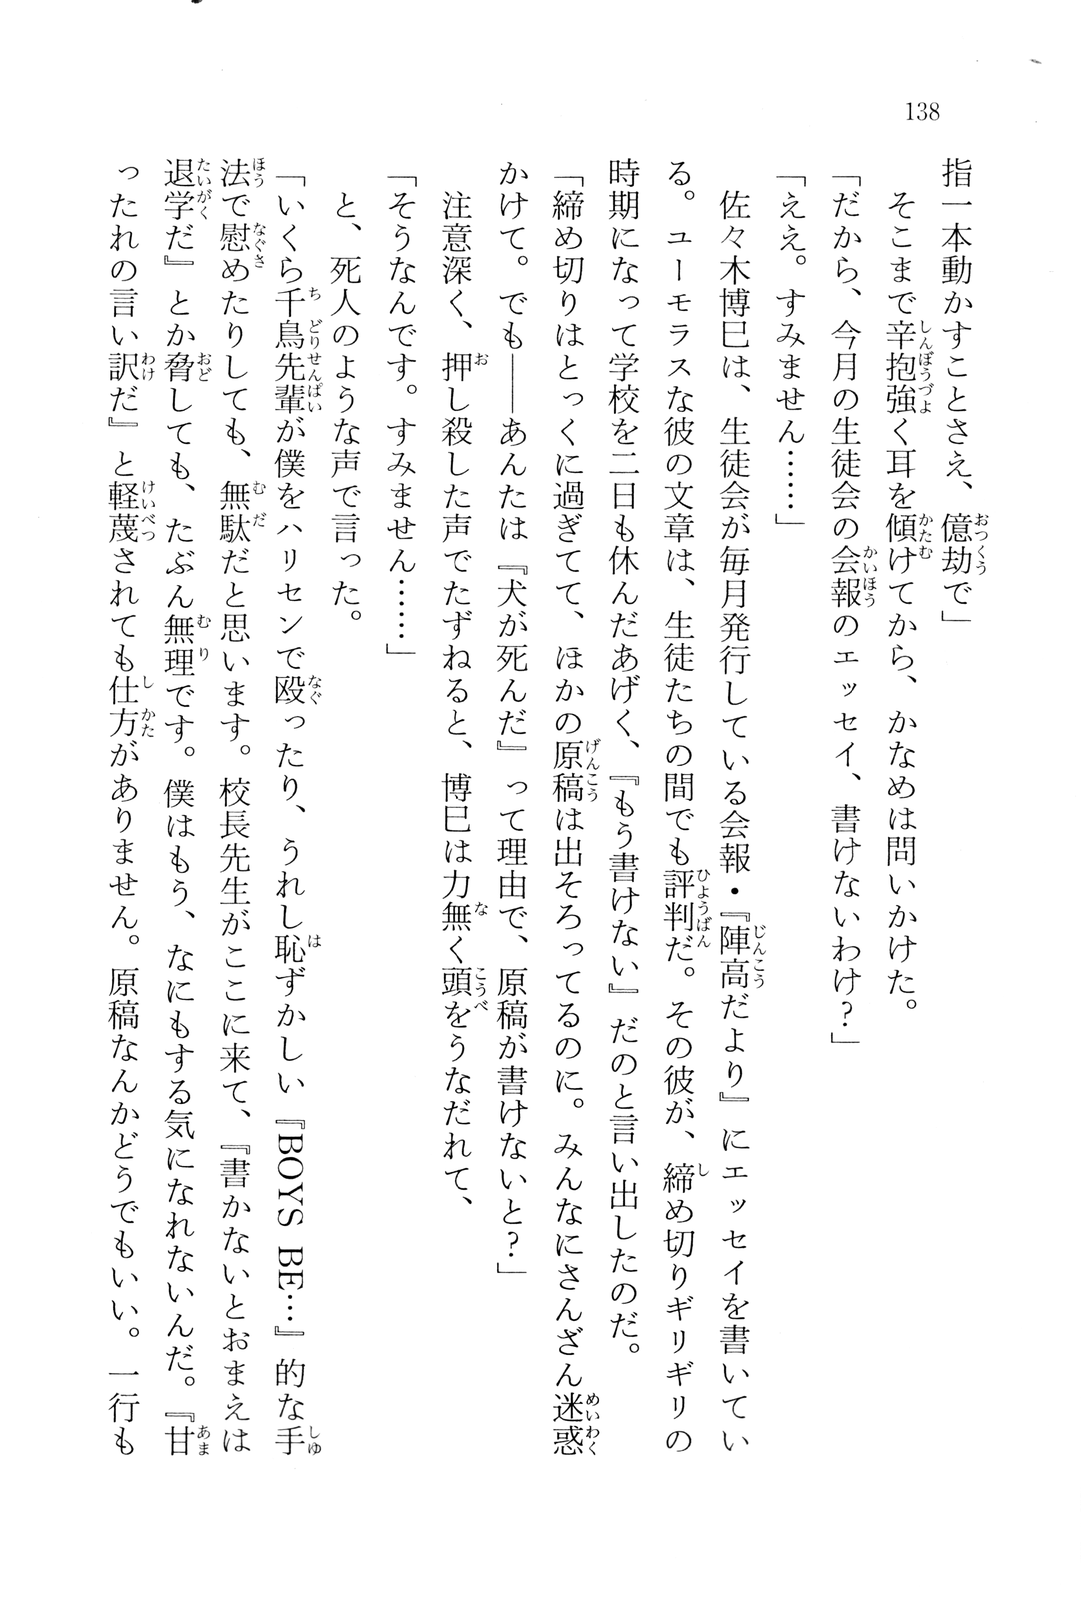 138
指一本動かすことさえ、億劫で」
そこまで辛抱強く耳を傾けてから、かなめは問いかけた。
「だから、今月の生徒会の会報のエッセイ、書けないわけ？」
「ええ。すみません……」
佐々木博巳は、生徒会が毎月発行している会報・『陣高だより』にエッセイを書いてい
る。ユーモラスな彼の文章は、生徒たちの間でも評判だ。その彼が、締め切りギリギリの
時期になって学校を二日も休んだあげく、『もう書けない』だのと言い出したのだ。
「締め切りはとっくに過ぎてて、ほかの原稿は出そろってるのに。みんなにさんざん迷惑
かけて。でも――あんたは『犬が死んだ』って理由で、原稿が書けないと？」
注意深く、押し殺した声でたずねると、博巳は力無く頭をうなだれて、
「そうなんです。すみません……」
と、死人のような声で言った。
「いくら千鳥先輩が僕をハリセンで殴ったり、うれし恥ずかしい『BOYS BE…』的な手
法で慰めたりしても、無駄だと思います。校長先生がここに来て、『書かないとおまえは
退学だ』とか脅しても、たぶん無理です。僕はもう、なにもする気になれないんだ。『甘
ったれの言い訳だ』と軽蔑されても仕方がありません。原稿なんかどうでもいい。一行も